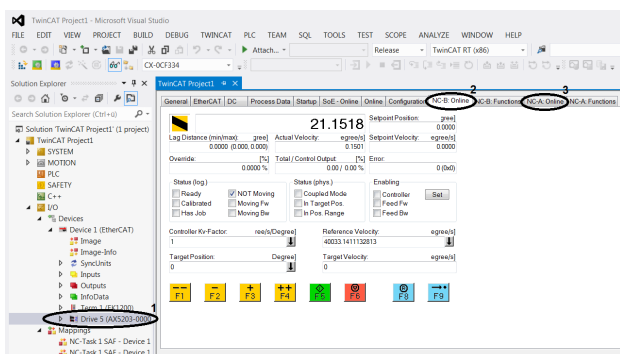 TwinCAT Project1 - Microsoft Visual Studio
FILE EDIT VIEW PROJECT BUILD DEBUG TWINCAT PLC TEAM SQL TOOLS TEST SCOPE ANALYZE WINDOW HELP
Attach... Release TwinCAT RT (x86)
CX-0CF334
Solution Explorer
TwinCAT Project1
2
3
General EtherCAT DC Process Data Startup SoE - Online Online Configuration NC-B: Online NC-B: Functions NC-A: Online NC-A: Functions
Search Solution Explorer (Ctrl+ü)
Solution 'TwinCAT Project1' (1 project)
TwinCAT Project1
SYSTEM
MOTION
PLC
SAFETY
C++
I/O
Devices
Device 1 (EtherCAT)
Image
Image-Info
SyncUnits
Inputs
Outputs
InfoData
Term 1 (EK1200)
1
Drive 5 (AX5203-0000
Mappings
NC-Task 1 SAF - Device 1
NC-Task 1 SAF - Device 1
21.1518
Setpoint Position: gree]
0.0000
Lag Distance (min/max): gree] Actual Velocity: egree/s] Setpoint Velocity: egree/s]
0.0000 (0.000, 0.000) 0.1501 0.0000
Override: [%] Total / Control Output: [%] Error:
0.0000 % 0.00 / 0.00 % 0 (0x0)
Status (log.) Status (phys.) Enabling
Ready NOT Moving Coupled Mode Controller Set
Calibrated Moving Fw In Target Pos. Feed Fw
Has Job Moving Bw In Pos. Range Feed Bw
Controller Kv-Factor: ree/s/Degree] Reference Velocity: egree/s]
1 40033.1411132813
Target Position: Degree] Target Velocity: egree/s]
0 0
F1 F2 F3 F4 F5 F6 F8 F9